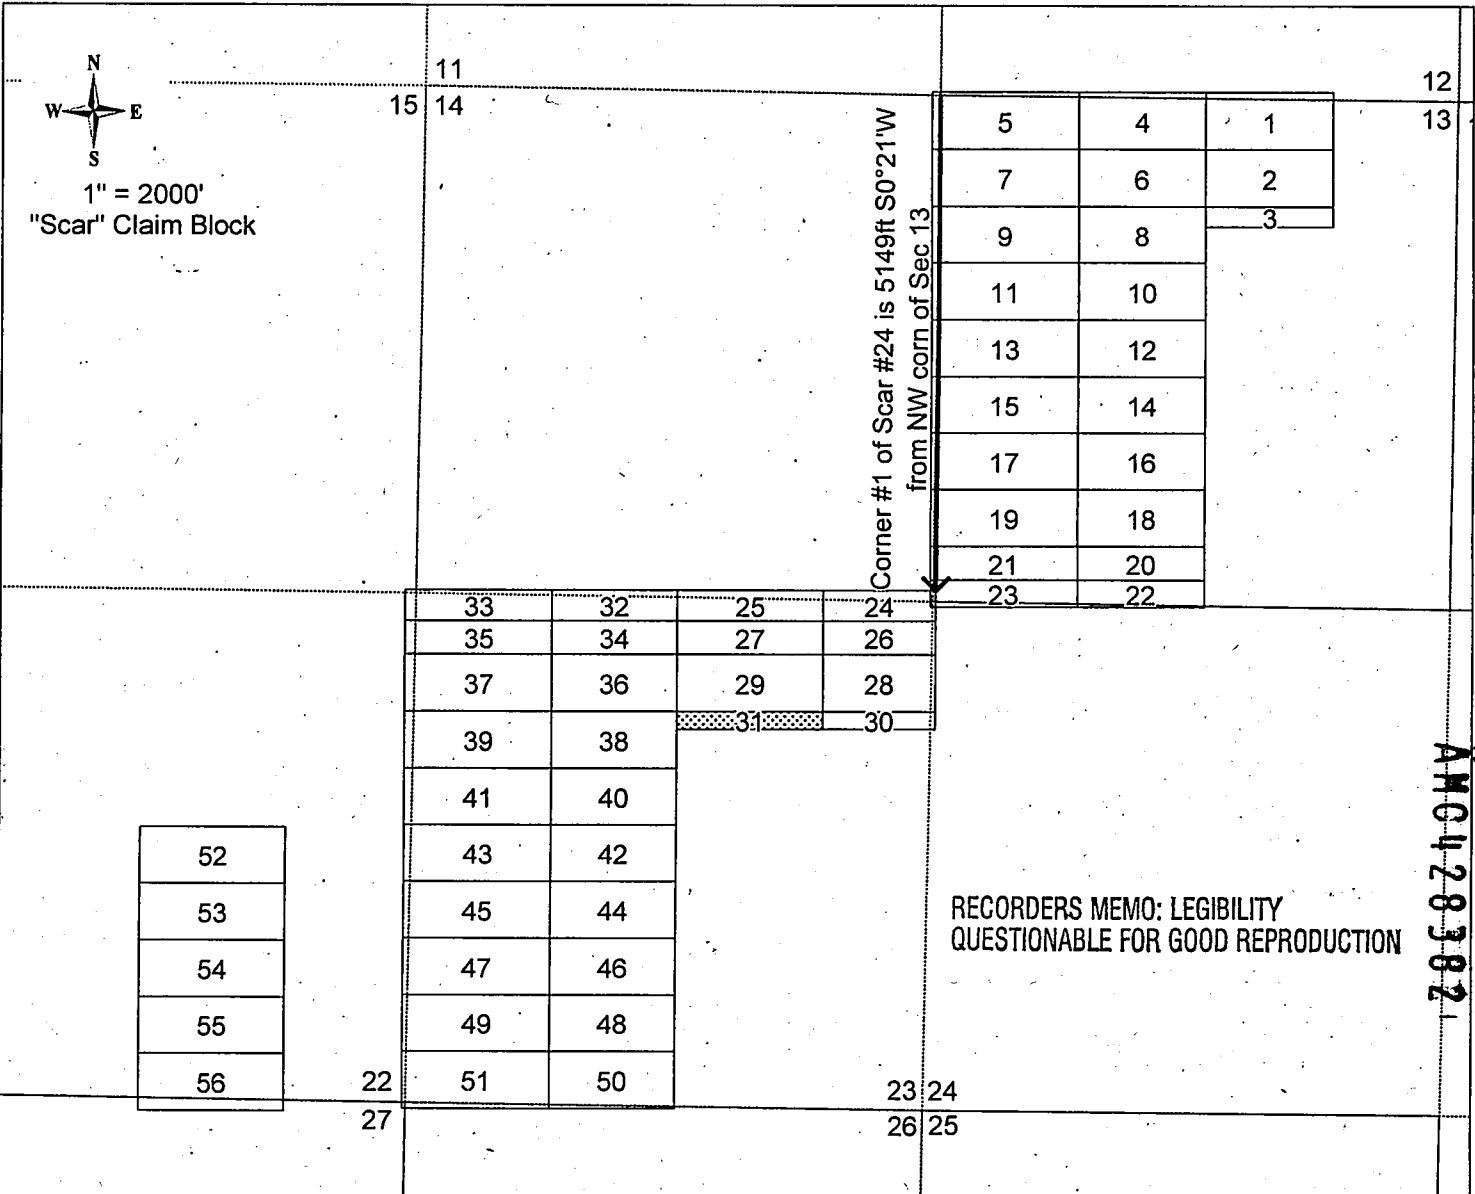 N
W E
S
1" = 2000'
"Scar" Claim Block
11
15 14
12
13
Corner #1 of Scar #24 is 5149ft S0°21'W
from NW corn of Sec 13
5 4 1
7 6 2
3
9 8
11 10
13 12
15 14
17 16
19 18
21 20
23 22
33 32 25 24
35 34 27 26
37 36 29 28
31 30
39 38
41 40
43 42
45 44
47 46
49 48
51 50
52
53
54
55
56
22
27
23 24
26 25
RECORDERS MEMO: LEGIBILITY
QUESTIONABLE FOR GOOD REPRODUCTION
AMC428382